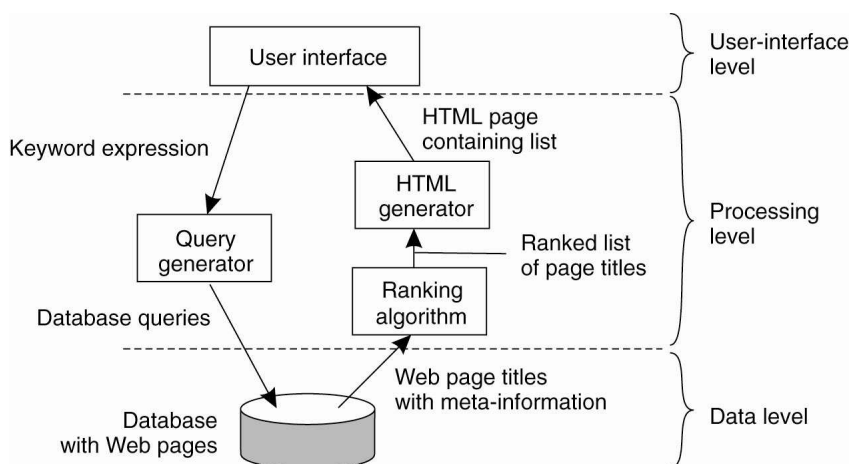 User interface
User-interface
level
HTML page
containing list
Keyword expression
HTML
generator
Processing
level
Query
generator
Ranked list
of page titles
Ranking
algorithm
Database queries
Web page titles
with meta-information
Database
with Web pages
Data level